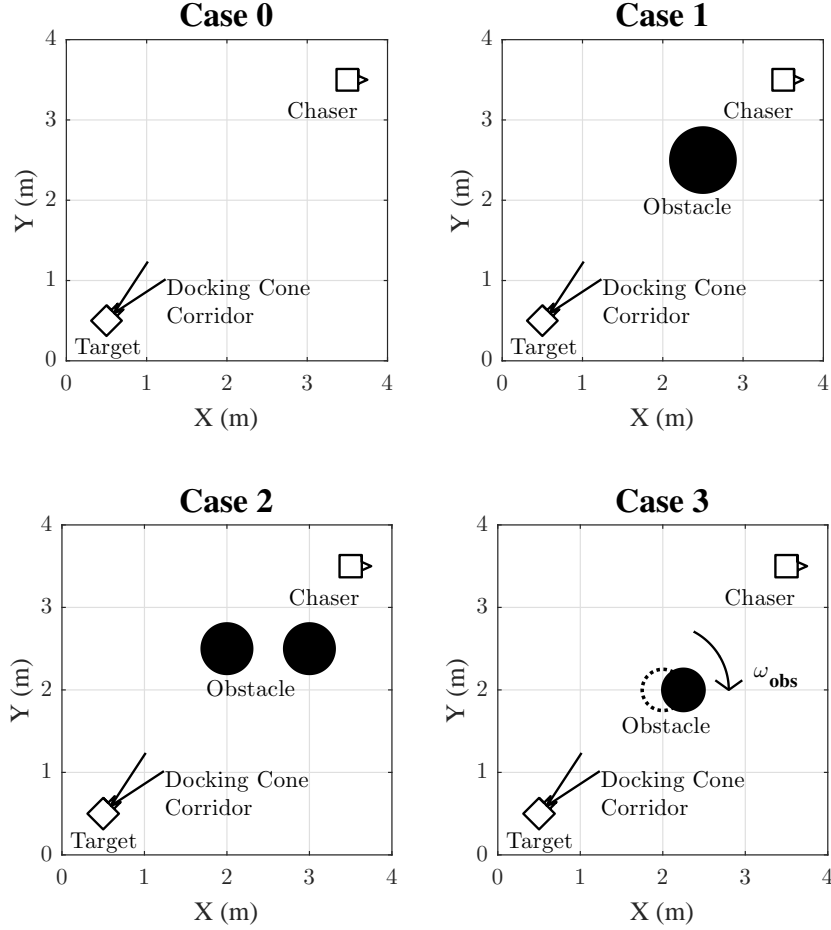 Case 0
4
3
2
1
0
Y (m)
Chaser
Docking Cone
Corridor
Target
0 1 2 3 4
X (m)
Case 1
4
3
2
1
0
Y (m)
Chaser
Obstacle
Docking Cone
Corridor
Target
0 1 2 3 4
X (m)
Case 2
4
3
2
1
0
Y (m)
Chaser
Obstacle
Docking Cone
Corridor
Target
0 1 2 3 4
X (m)
Case 3
4
3
2
1
0
Y (m)
Chaser
ω_obs
Obstacle
Docking Cone
Corridor
Target
0 1 2 3 4
X (m)